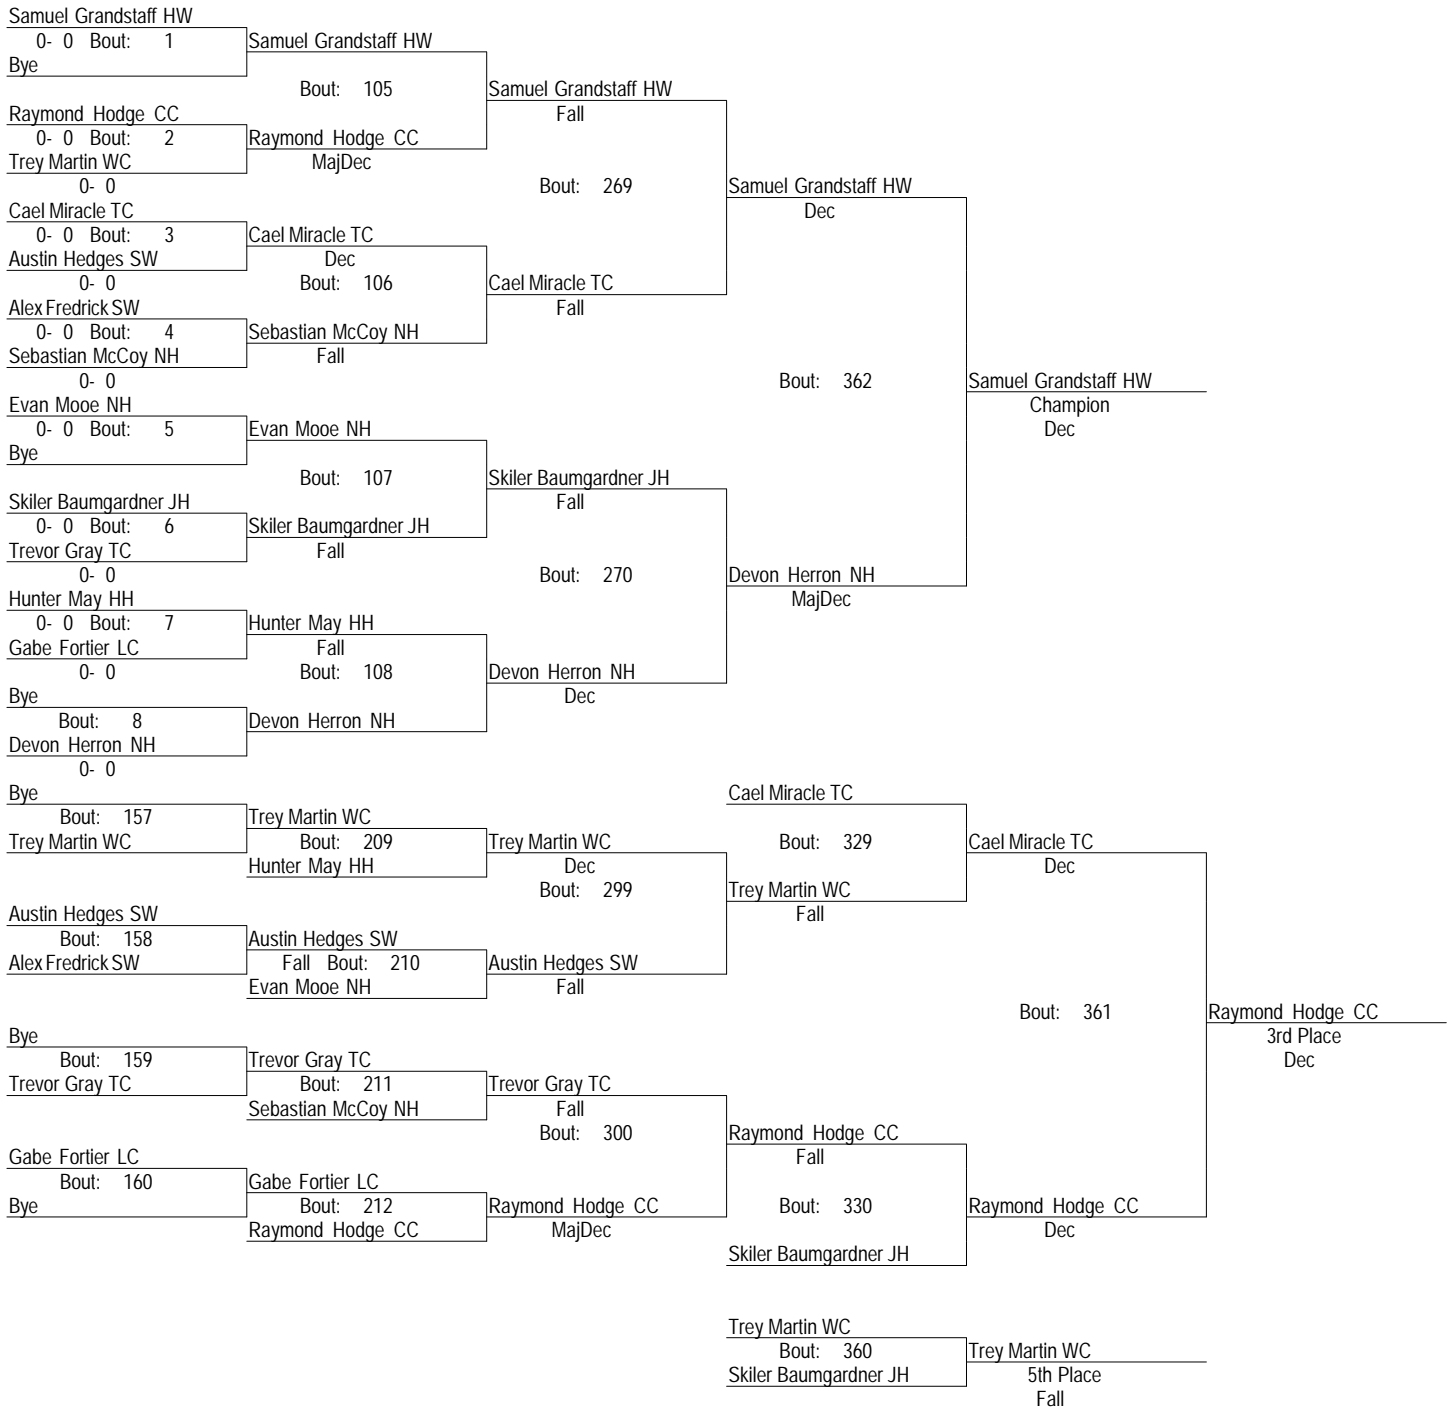 Samuel Grandstaff HW
0- 0 Bout: 1 Samuel Grandstaff HW
Bye
Bout: 105 Samuel Grandstaff HW
Raymond Hodge CC Fall
0- 0 Bout: 2 Raymond Hodge CC
Trey Martin WC MajDec
0- 0 Bout: 269 Samuel Grandstaff HW
Cael Miracle TC Dec
0- 0 Bout: 3 Cael Miracle TC
Austin Hedges SW Dec
0- 0 Bout: 106 Cael Miracle TC
Alex Fredrick SW Fall
0- 0 Bout: 4 Sebastian McCoy NH
Sebastian McCoy NH Fall
0- 0 Bout: 362 Samuel Grandstaff HW
Evan Mooe NH Champion
0- 0 Bout: 5 Evan Mooe NH Dec
Bye
Bout: 107 Skiler Baumgardner JH
Skiler Baumgardner JH Fall
0- 0 Bout: 6 Skiler Baumgardner JH
Trevor Gray TC Fall
0- 0 Bout: 270 Devon Herron NH
Hunter May HH MajDec
0- 0 Bout: 7 Hunter May HH
Gabe Fortier LC Fall
0- 0 Bout: 108 Devon Herron NH
Bye Dec
Bout: 8 Devon Herron NH
Devon Herron NH
0- 0
Bye Cael Miracle TC
Bout: 157 Trey Martin WC
Trey Martin WC Bout: 209 Trey Martin WC Bout: 329 Cael Miracle TC
Hunter May HH Dec Dec
Bout: 299 Trey Martin WC
Austin Hedges SW Fall
Bout: 158 Austin Hedges SW
Alex Fredrick SW Fall Bout: 210 Austin Hedges SW
Evan Mooe NH Fall
Bout: 361 Raymond Hodge CC
Bye 3rd Place
Bout: 159 Trevor Gray TC Dec
Trevor Gray TC Bout: 211 Trevor Gray TC
Sebastian McCoy NH Fall
Bout: 300 Raymond Hodge CC
Gabe Fortier LC Fall
Bout: 160 Gabe Fortier LC
Bye Bout: 212 Raymond Hodge CC Bout: 330 Raymond Hodge CC
Raymond Hodge CC MajDec Dec
Skiler Baumgardner JH
Trey Martin WC
Bout: 360 Trey Martin WC
Skiler Baumgardner JH 5th Place
Fall